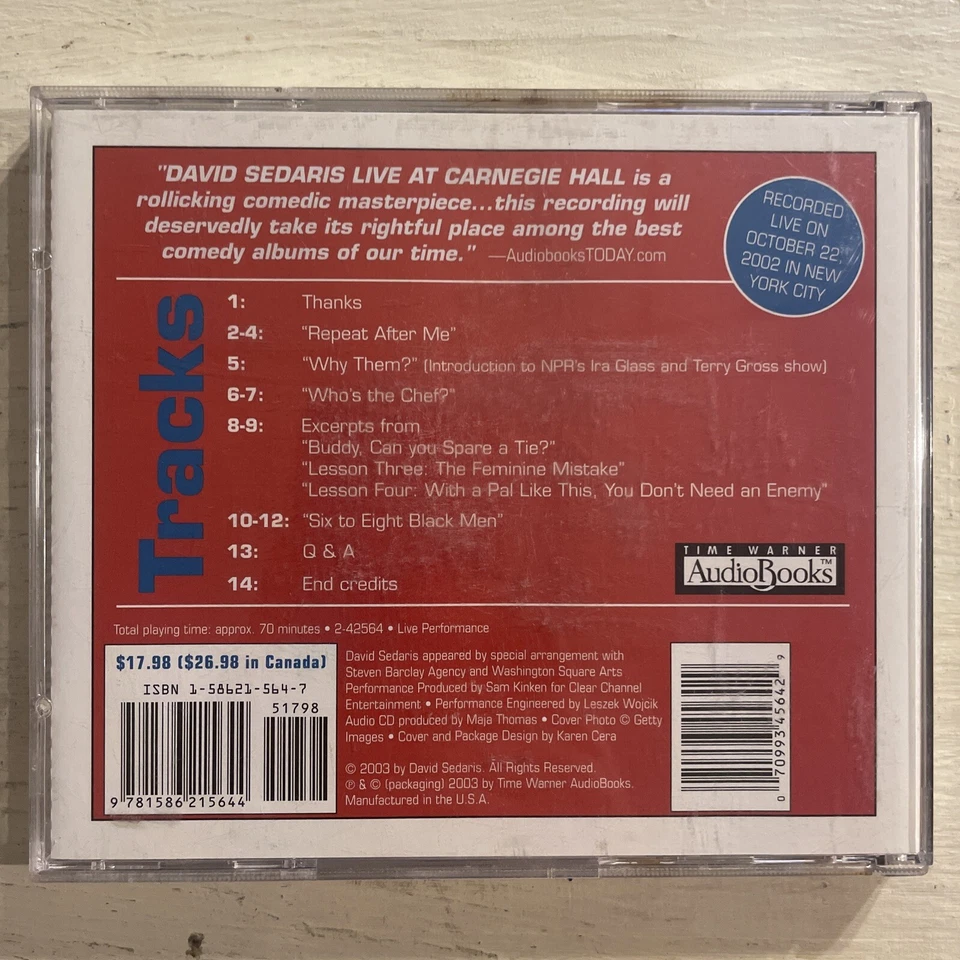 "DAVID SEDARIS LIVE AT CARNEGIE HALL is a
rollicking comedic masterpiece...this recording will
deservedly take its rightful place among the best
comedy albums of our time." —AudiobooksTODAY.com
RECORDED
LIVE ON
OCTOBER 22,
2002 IN NEW
YORK CITY
Tracks
1: Thanks
2-4: "Repeat After Me"
5: "Why Them?" (Introduction to NPR's Ira Glass and Terry Gross show)
6-7: "Who's the Chef?"
8-9: Excerpts from
"Buddy, Can you Spare a Tie?"
"Lesson Three: The Feminine Mistake"
"Lesson Four: With a Pal Like This, You Don't Need an Enemy"
10-12: "Six to Eight Black Men"
13: Q & A
14: End credits
TIME WARNER
AudioBooks™
Total playing time: approx. 70 minutes • 2-42564 • Live Performance
$17.98 ($26.98 in Canada)
ISBN 1-58621-564-7
51798
9 781586 215644
David Sedaris appeared by special arrangement with
Steven Barclay Agency and Washington Square Arts
Performance Produced by Sam Kinken for Clear Channel
Entertainment • Performance Engineered by Leszek Wojcik
Audio CD produced by Maja Thomas • Cover Photo © Getty
Images • Cover and Package Design by Karen Cera
© 2003 by David Sedaris. All Rights Reserved.
℗ & © (packaging) 2003 by Time Warner AudioBooks.
Manufactured in the U.S.A.
0 70993 45642 9